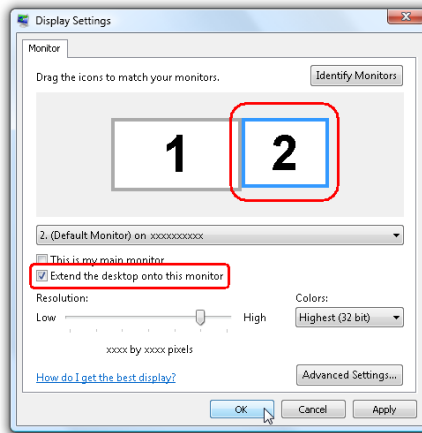 Display Settings
Monitor
Drag the icons to match your monitors.
Identify Monitors
1
2
2. (Default Monitor) on xxxxxxxxxx
This is my main monitor
Extend the desktop onto this monitor
Resolution:
Colors:
Low
High
Highest (32 bit)
xxxx by xxxx pixels
How do I get the best display?
Advanced Settings...
OK
Cancel
Apply